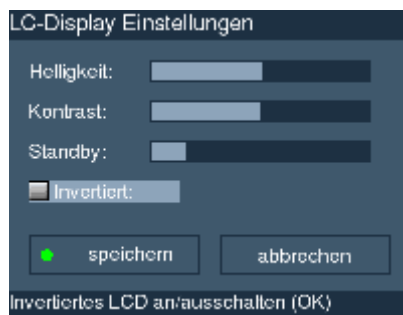 LC-Display Einstellungen
Helligkeit:
Kontrast:
Standby:
Invertiert:
speichern
abbrechen
Invertiertes LCD an/ausschalten (OK)